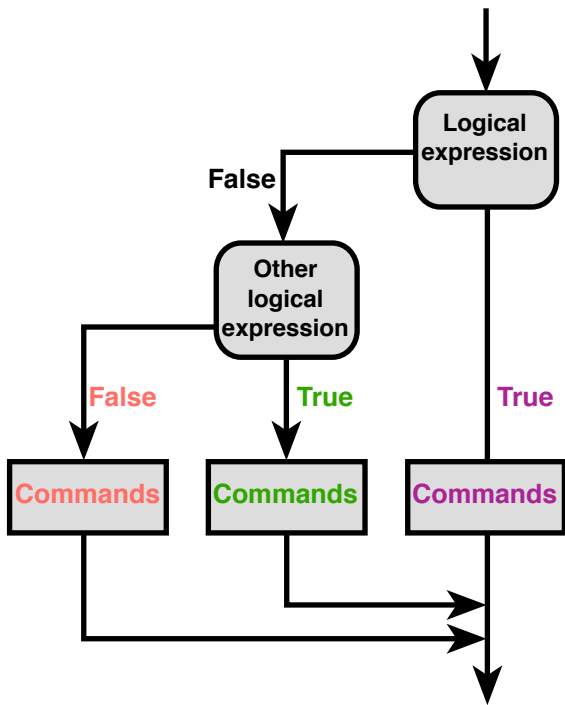 Logical
expression
False
Other
logical
expression
False
True
True
Commands
Commands
Commands